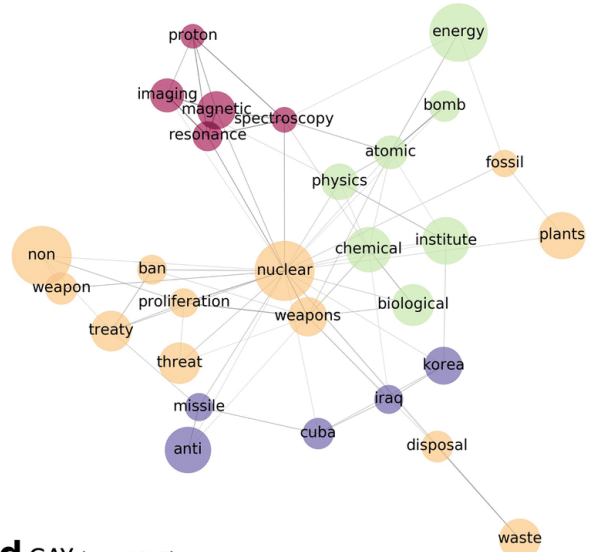 proton
energy
imaging
magnetic
bomb
spectroscopy
resonance
atomic
fossil
physics
plants
institute
chemical
non
ban
nuclear
weapon
proliferation
biological
weapons
treaty
threat
korea
iraq
missile
cuba
disposal
anti
waste
d GAY